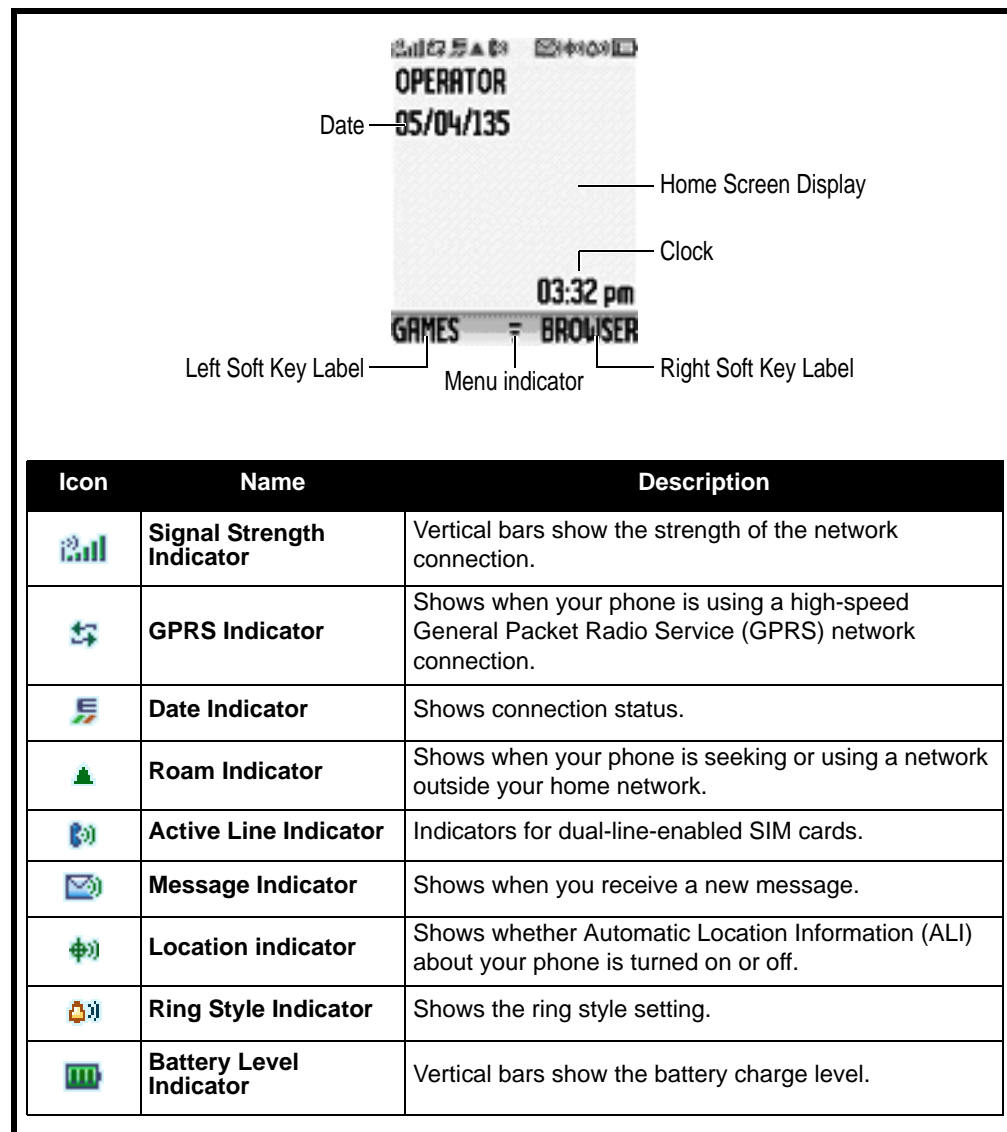 OPERATOR
Date
05/04/135
Home Screen Display
Clock
03:32 pm
GAMES
BROWSER
Left Soft Key Label
Menu indicator
Right Soft Key Label
Icon Name Description
Signal Strength
Indicator
Vertical bars show the strength of the network
connection.
GPRS Indicator
Shows when your phone is using a high-speed
General Packet Radio Service (GPRS) network
connection.
Date Indicator
Shows connection status.
Roam Indicator
Shows when your phone is seeking or using a network
outside your home network.
Active Line Indicator
Indicators for dual-line-enabled SIM cards.
Message Indicator
Shows when you receive a new message.
Location indicator
Shows whether Automatic Location Information (ALI)
about your phone is turned on or off.
Ring Style Indicator
Shows the ring style setting.
Battery Level
Indicator
Vertical bars show the battery charge level.